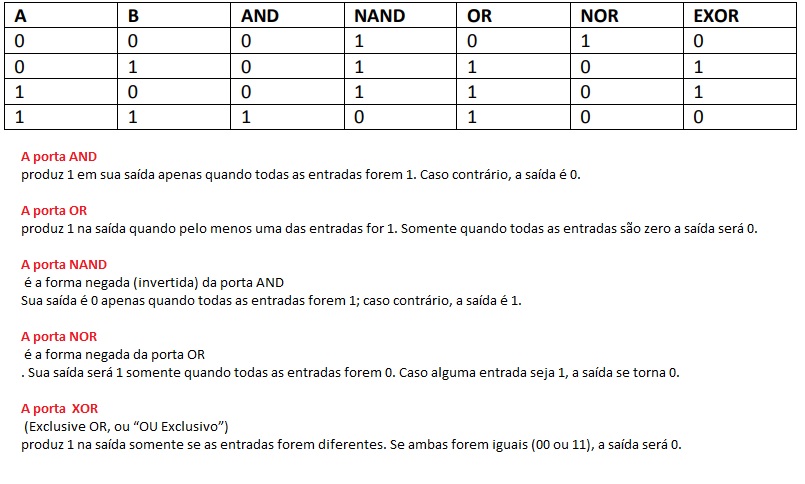 A B AND NAND OR NOR EXOR
0 0 0 1 0 1 0
0 1 0 1 1 0 1
1 0 0 1 1 0 1
1 1 1 0 1 0 0
A porta AND
produz 1 em sua saída apenas quando todas as entradas forem 1. Caso contrário, a saída é 0.
A porta OR
produz 1 na saída quando pelo menos uma das entradas for 1. Somente quando todas as entradas são zero a saída será 0.
A porta NAND
é a forma negada (invertida) da porta AND
Sua saída é 0 apenas quando todas as entradas forem 1; caso contrário, a saída é 1.
A porta NOR
é a forma negada da porta OR
. Sua saída será 1 somente quando todas as entradas forem 0. Caso alguma entrada seja 1, a saída se torna 0.
A porta  XOR
(Exclusive OR, ou “OU Exclusivo”)
produz 1 na saída somente se as entradas forem diferentes. Se ambas forem iguais (00 ou 11), a saída será 0.